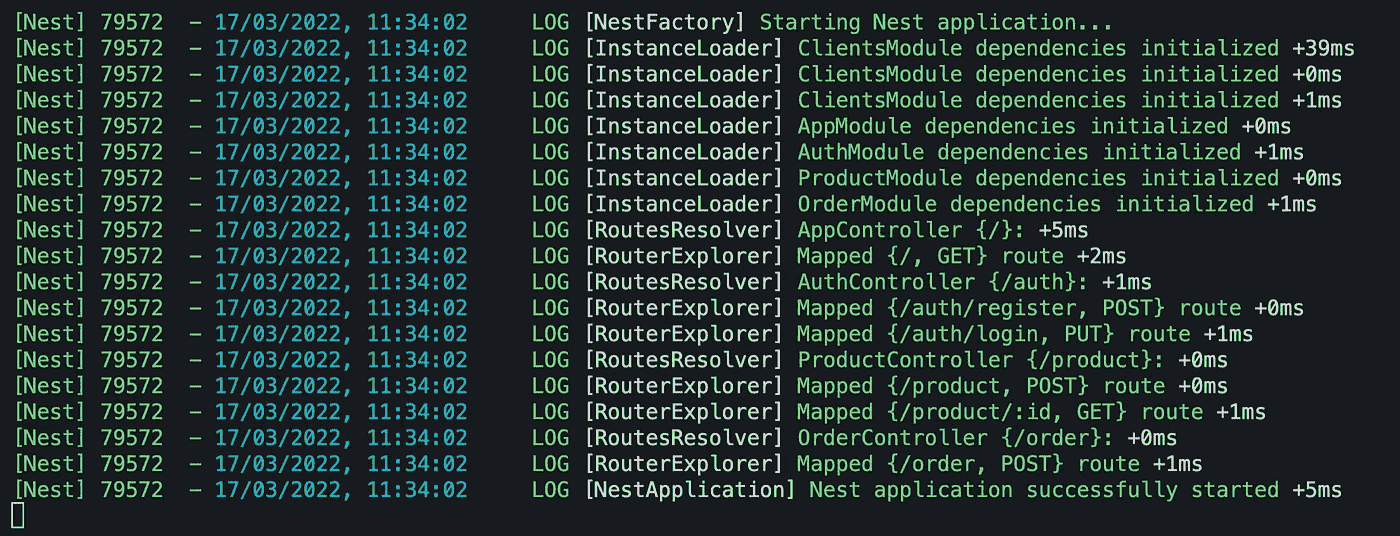 [Nest] 79572  – 17/03/2022, 11:34:02     LOG [NestFactory] Starting Nest application...
[Nest] 79572  – 17/03/2022, 11:34:02     LOG [InstanceLoader] ClientsModule dependencies initialized +39ms
[Nest] 79572  – 17/03/2022, 11:34:02     LOG [InstanceLoader] ClientsModule dependencies initialized +0ms
[Nest] 79572  – 17/03/2022, 11:34:02     LOG [InstanceLoader] ClientsModule dependencies initialized +1ms
[Nest] 79572  – 17/03/2022, 11:34:02     LOG [InstanceLoader] AppModule dependencies initialized +0ms
[Nest] 79572  – 17/03/2022, 11:34:02     LOG [InstanceLoader] AuthModule dependencies initialized +1ms
[Nest] 79572  – 17/03/2022, 11:34:02     LOG [InstanceLoader] ProductModule dependencies initialized +0ms
[Nest] 79572  – 17/03/2022, 11:34:02     LOG [InstanceLoader] OrderModule dependencies initialized +1ms
[Nest] 79572  – 17/03/2022, 11:34:02     LOG [RoutesResolver] AppController {/}: +5ms
[Nest] 79572  – 17/03/2022, 11:34:02     LOG [RouterExplorer] Mapped {/, GET} route +2ms
[Nest] 79572  – 17/03/2022, 11:34:02     LOG [RoutesResolver] AuthController {/auth}: +1ms
[Nest] 79572  – 17/03/2022, 11:34:02     LOG [RouterExplorer] Mapped {/auth/register, POST} route +0ms
[Nest] 79572  – 17/03/2022, 11:34:02     LOG [RouterExplorer] Mapped {/auth/login, PUT} route +1ms
[Nest] 79572  – 17/03/2022, 11:34:02     LOG [RoutesResolver] ProductController {/product}: +0ms
[Nest] 79572  – 17/03/2022, 11:34:02     LOG [RouterExplorer] Mapped {/product, POST} route +0ms
[Nest] 79572  – 17/03/2022, 11:34:02     LOG [RouterExplorer] Mapped {/product/:id, GET} route +1ms
[Nest] 79572  – 17/03/2022, 11:34:02     LOG [RoutesResolver] OrderController {/order}: +0ms
[Nest] 79572  – 17/03/2022, 11:34:02     LOG [RouterExplorer] Mapped {/order, POST} route +1ms
[Nest] 79572  – 17/03/2022, 11:34:02     LOG [NestApplication] Nest application successfully started +5ms